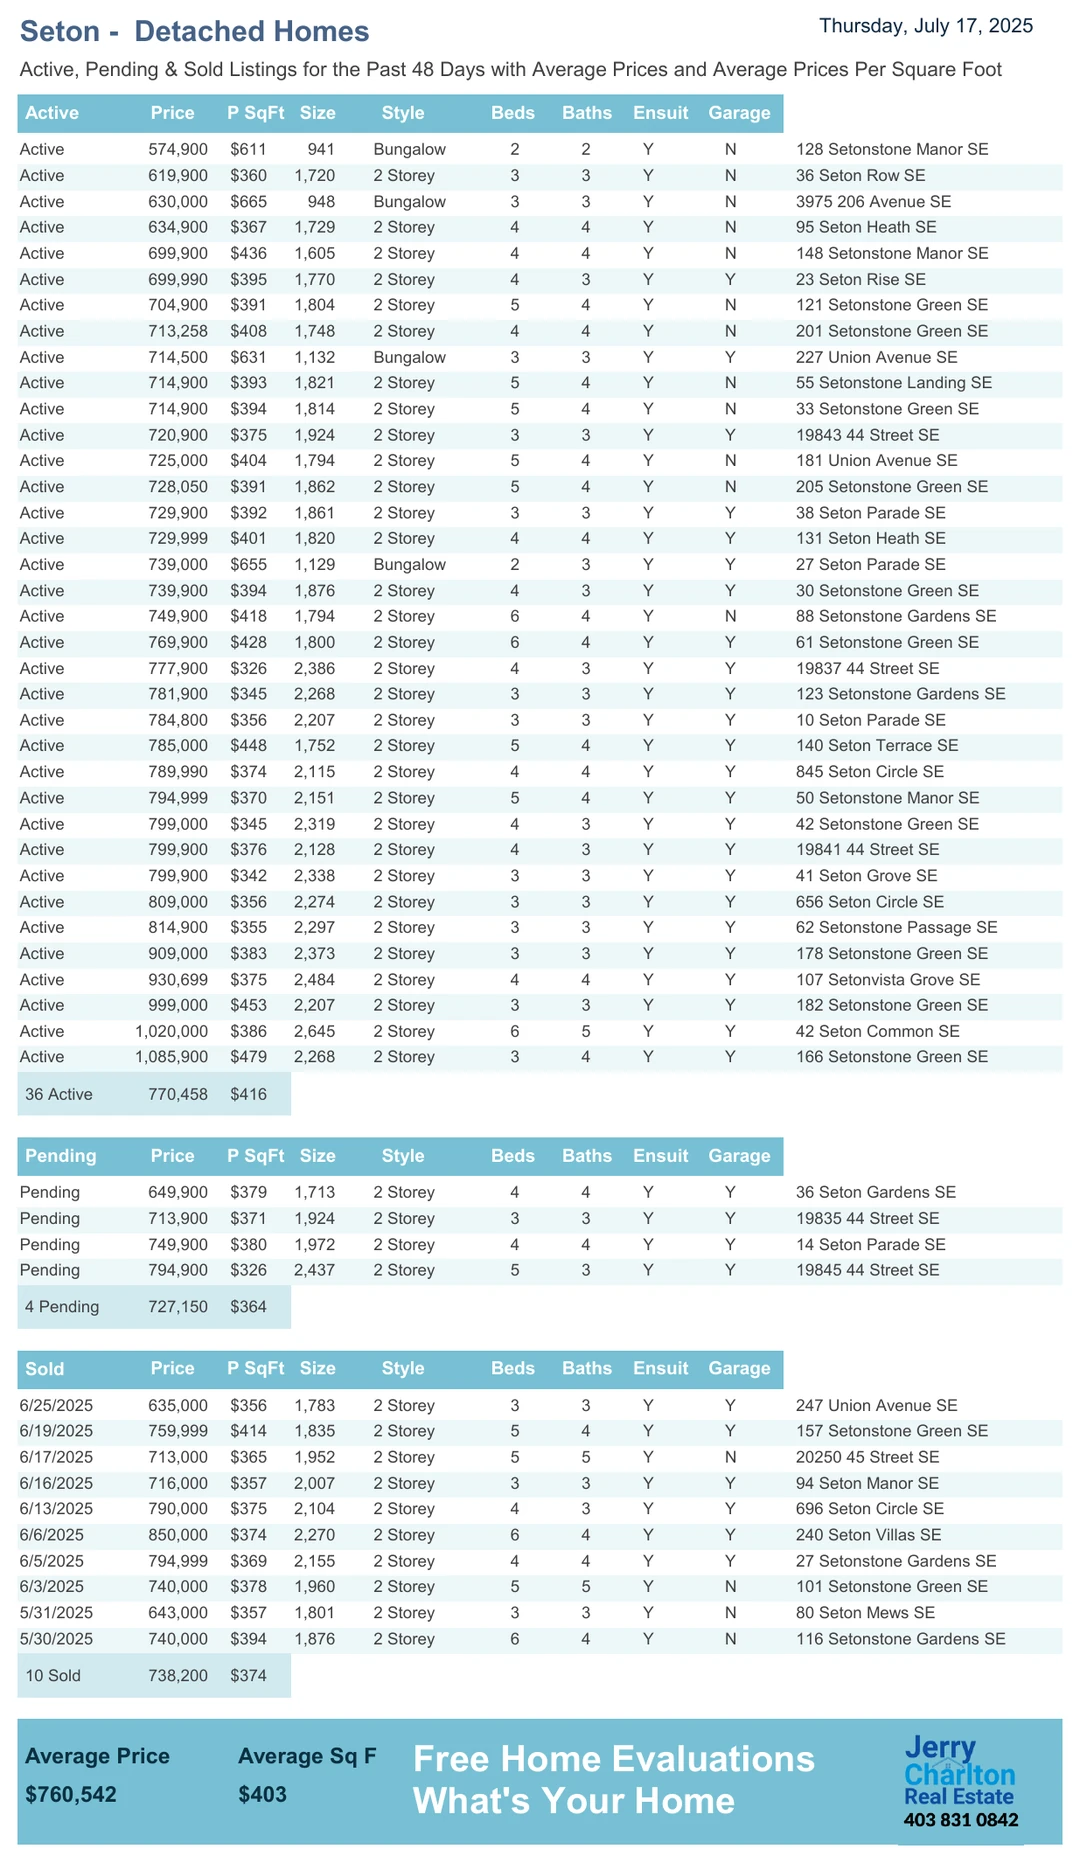 Seton -  Detached Homes
Thursday, July 17, 2025
Active, Pending & Sold Listings for the Past 48 Days with Average Prices and Average Prices Per Square Foot
Active Price P SqFt Size Style Beds Baths Ensuit Garage
Active 574,900 $611 941 Bungalow 2 2 Y N 128 Setonstone Manor SE
Active 619,900 $360 1,720 2 Storey 3 3 Y N 36 Seton Row SE
Active 630,000 $665 948 Bungalow 3 3 Y N 3975 206 Avenue SE
Active 634,900 $367 1,729 2 Storey 4 4 Y N 95 Seton Heath SE
Active 699,900 $436 1,605 2 Storey 4 4 Y N 148 Setonstone Manor SE
Active 699,990 $395 1,770 2 Storey 4 3 Y Y 23 Seton Rise SE
Active 704,900 $391 1,804 2 Storey 5 4 Y N 121 Setonstone Green SE
Active 713,258 $408 1,748 2 Storey 4 4 Y N 201 Setonstone Green SE
Active 714,500 $631 1,132 Bungalow 3 3 Y Y 227 Union Avenue SE
Active 714,900 $393 1,821 2 Storey 5 4 Y N 55 Setonstone Landing SE
Active 714,900 $394 1,814 2 Storey 5 4 Y N 33 Setonstone Green SE
Active 720,900 $375 1,924 2 Storey 3 3 Y Y 19843 44 Street SE
Active 725,000 $404 1,794 2 Storey 5 4 Y N 181 Union Avenue SE
Active 728,050 $391 1,862 2 Storey 5 4 Y N 205 Setonstone Green SE
Active 729,900 $392 1,861 2 Storey 3 3 Y Y 38 Seton Parade SE
Active 729,999 $401 1,820 2 Storey 4 4 Y Y 131 Seton Heath SE
Active 739,000 $655 1,129 Bungalow 2 3 Y Y 27 Seton Parade SE
Active 739,900 $394 1,876 2 Storey 4 3 Y Y 30 Setonstone Green SE
Active 749,900 $418 1,794 2 Storey 6 4 Y N 88 Setonstone Gardens SE
Active 769,900 $428 1,800 2 Storey 6 4 Y Y 61 Setonstone Green SE
Active 777,900 $326 2,386 2 Storey 4 3 Y Y 19837 44 Street SE
Active 781,900 $345 2,268 2 Storey 3 3 Y Y 123 Setonstone Gardens SE
Active 784,800 $356 2,207 2 Storey 3 3 Y Y 10 Seton Parade SE
Active 785,000 $448 1,752 2 Storey 5 4 Y Y 140 Seton Terrace SE
Active 789,990 $374 2,115 2 Storey 4 4 Y Y 845 Seton Circle SE
Active 794,999 $370 2,151 2 Storey 5 4 Y Y 50 Setonstone Manor SE
Active 799,000 $345 2,319 2 Storey 4 3 Y Y 42 Setonstone Green SE
Active 799,900 $376 2,128 2 Storey 4 3 Y Y 19841 44 Street SE
Active 799,900 $342 2,338 2 Storey 3 3 Y Y 41 Seton Grove SE
Active 809,000 $356 2,274 2 Storey 3 3 Y Y 656 Seton Circle SE
Active 814,900 $355 2,297 2 Storey 3 3 Y Y 62 Setonstone Passage SE
Active 909,000 $383 2,373 2 Storey 3 3 Y Y 178 Setonstone Green SE
Active 930,699 $375 2,484 2 Storey 4 4 Y Y 107 Setonvista Grove SE
Active 999,000 $453 2,207 2 Storey 3 3 Y Y 182 Setonstone Green SE
Active 1,020,000 $386 2,645 2 Storey 6 5 Y Y 42 Seton Common SE
Active 1,085,900 $479 2,268 2 Storey 3 4 Y Y 166 Setonstone Green SE
36 Active 770,458 $416
Pending Price P SqFt Size Style Beds Baths Ensuit Garage
Pending 649,900 $379 1,713 2 Storey 4 4 Y Y 36 Seton Gardens SE
Pending 713,900 $371 1,924 2 Storey 3 3 Y Y 19835 44 Street SE
Pending 749,900 $380 1,972 2 Storey 4 4 Y Y 14 Seton Parade SE
Pending 794,900 $326 2,437 2 Storey 5 3 Y Y 19845 44 Street SE
4 Pending 727,150 $364
Sold Price P SqFt Size Style Beds Baths Ensuit Garage
6/25/2025 635,000 $356 1,783 2 Storey 3 3 Y Y 247 Union Avenue SE
6/19/2025 759,999 $414 1,835 2 Storey 5 4 Y Y 157 Setonstone Green SE
6/17/2025 713,000 $365 1,952 2 Storey 5 5 Y N 20250 45 Street SE
6/16/2025 716,000 $357 2,007 2 Storey 3 3 Y Y 94 Seton Manor SE
6/13/2025 790,000 $375 2,104 2 Storey 4 3 Y Y 696 Seton Circle SE
6/6/2025 850,000 $374 2,270 2 Storey 6 4 Y Y 240 Seton Villas SE
6/5/2025 794,999 $369 2,155 2 Storey 4 4 Y Y 27 Setonstone Gardens SE
6/3/2025 740,000 $378 1,960 2 Storey 5 5 Y N 101 Setonstone Green SE
5/31/2025 643,000 $357 1,801 2 Storey 3 3 Y N 80 Seton Mews SE
5/30/2025 740,000 $394 1,876 2 Storey 6 4 Y N 116 Setonstone Gardens SE
10 Sold 738,200 $374
Average Price Average Sq F
$760,542 $403
Free Home Evaluations
What's Your Home
Jerry
Charlton
Real Estate
403 831 0842